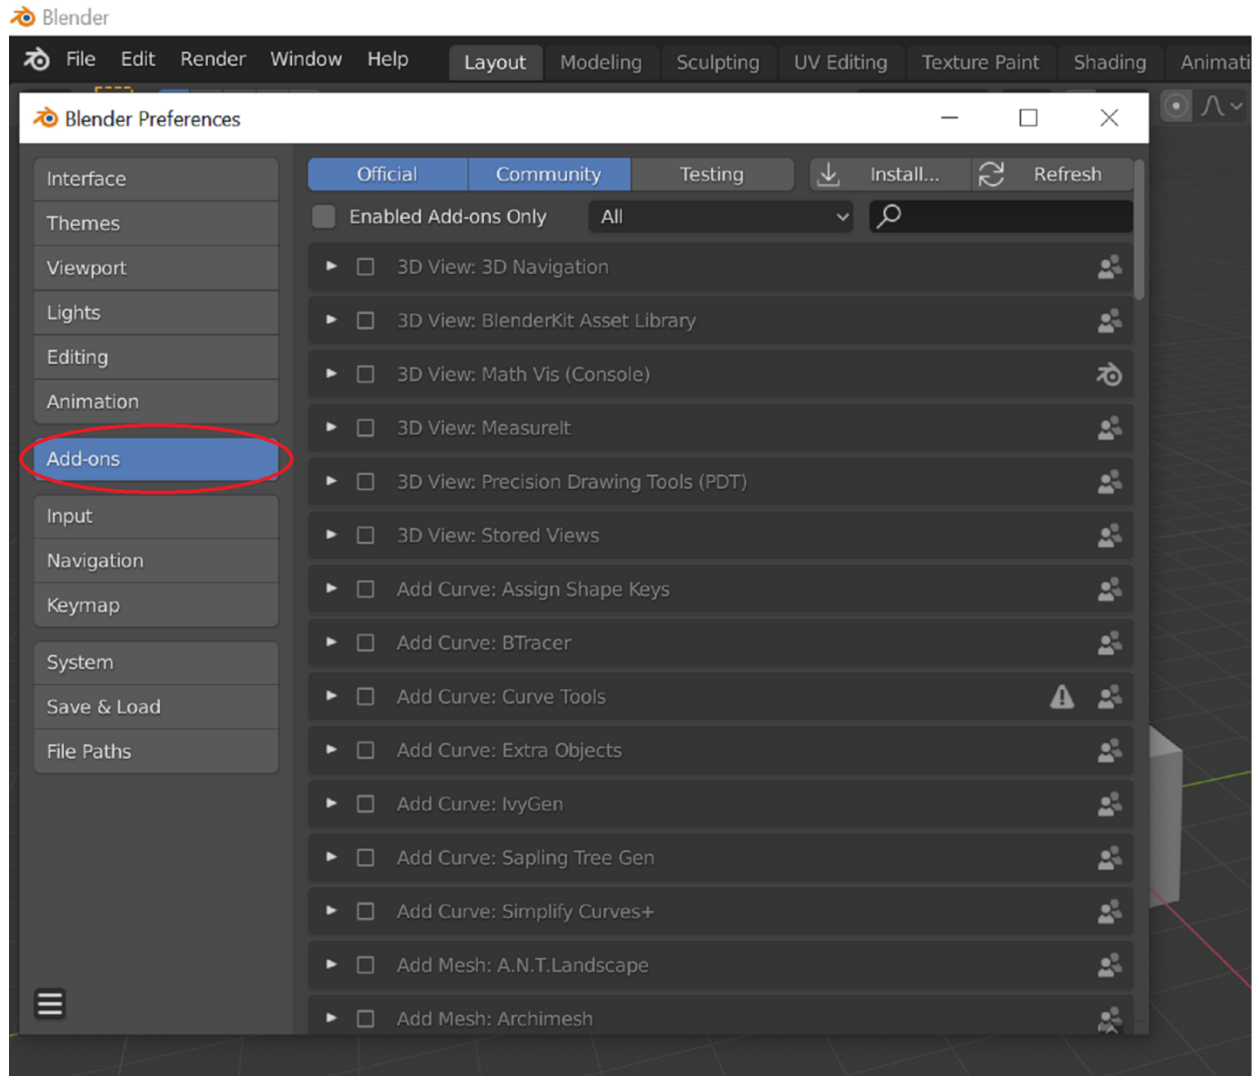 Blender
File Edit Render Window Help Layout Modeling Sculpting UV Editing Texture Paint Shading Animati
Blender Preferences
Interface
Themes
Viewport
Lights
Editing
Animation
Add-ons
Input
Navigation
Keymap
System
Save & Load
File Paths
Official Community Testing Install... Refresh
Enabled Add-ons Only All
3D View: 3D Navigation
3D View: BlenderKit Asset Library
3D View: Math Vis (Console)
3D View: MeasureIt
3D View: Precision Drawing Tools (PDT)
3D View: Stored Views
Add Curve: Assign Shape Keys
Add Curve: BTracer
Add Curve: Curve Tools
Add Curve: Extra Objects
Add Curve: IvyGen
Add Curve: Sapling Tree Gen
Add Curve: Simplify Curves+
Add Mesh: A.N.T.Landscape
Add Mesh: Archimesh